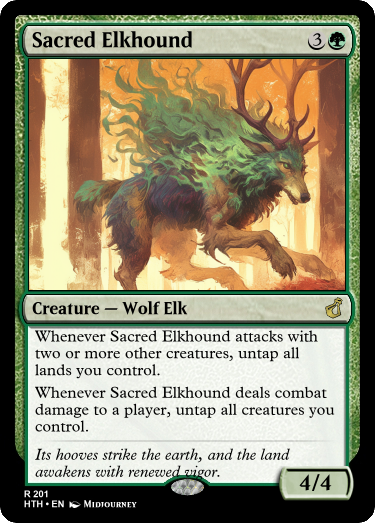 Sacred Elkhound 3
Creature — Wolf Elk
Whenever Sacred Elkhound attacks with
two or more other creatures, untap all
lands you control.
Whenever Sacred Elkhound deals combat
damage to a player, untap all creatures you
control.
Its hooves strike the earth, and the land
awakens with renewed vigor.
4/4
R 201
HTH • EN Midjourney